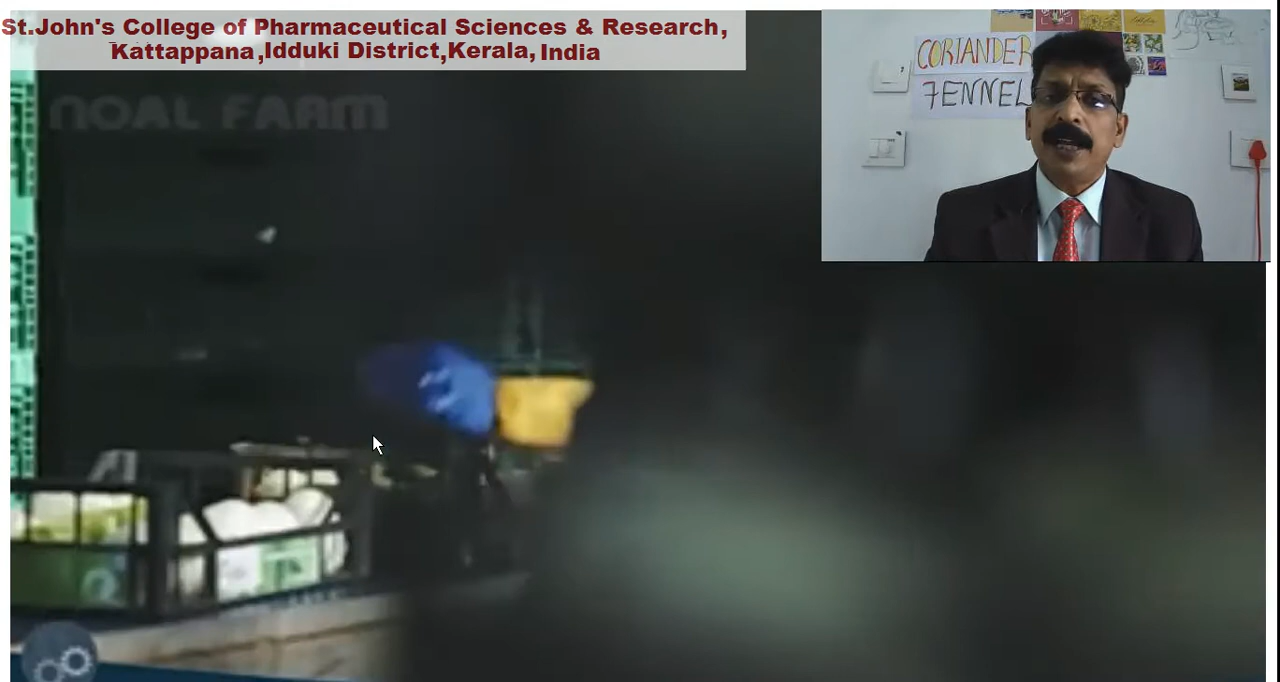 St.John's College of Pharmaceutical Sciences & Research,
Kattappana,Idduki District,Kerala, India
NOAL FARM
CORIANDER
FENNEL